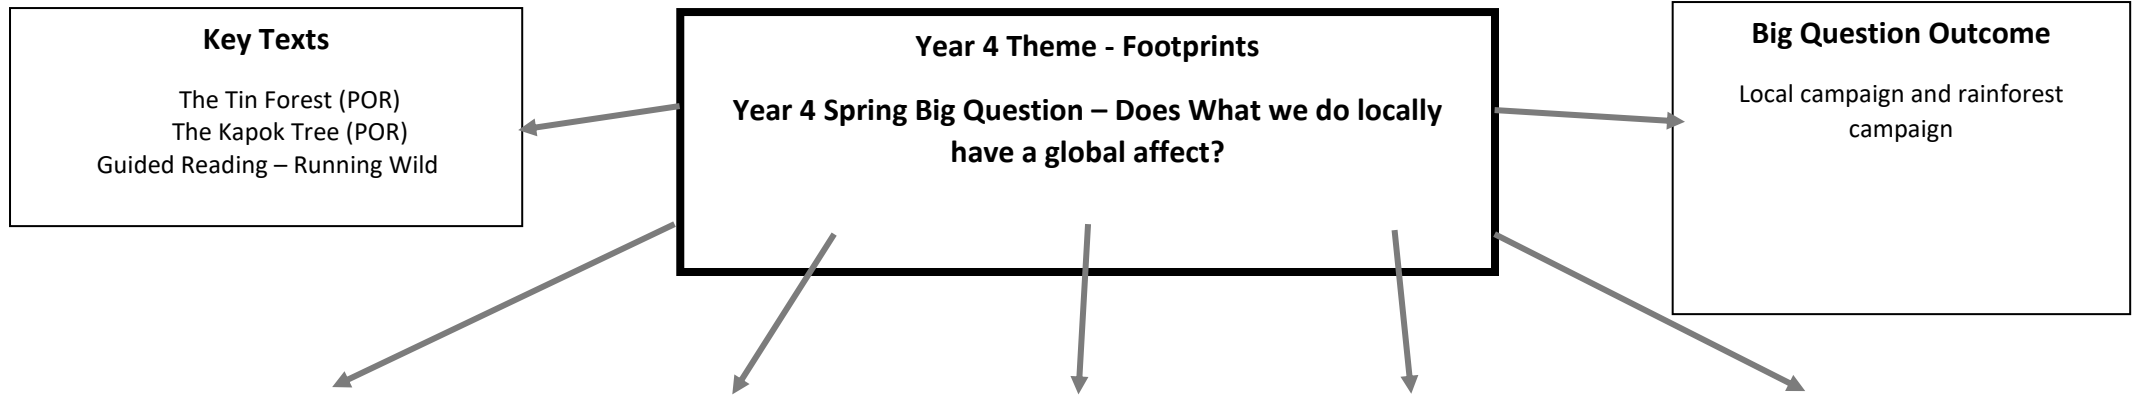 Key Texts
The Tin Forest (POR)
The Kapok Tree (POR)
Guided Reading – Running Wild
Year 4 Theme - Footprints
Year 4 Spring Big Question – Does What we do locally
have a global affect?
Big Question Outcome
Local campaign and rainforest
campaign